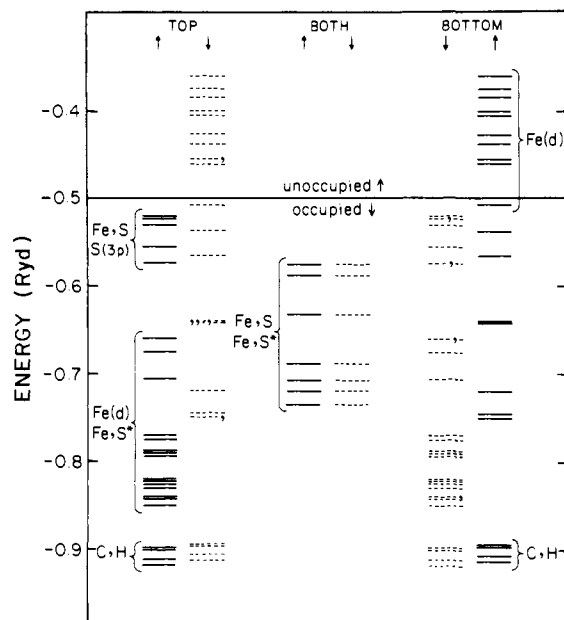 TOP BOTH BOTTOM
↑ ↓ ↑ ↓ ↓ ↑
-0.4
Fe(d)
unoccupied ↑
-0.5
occupied ↓
Fe,S
S(3p)
-0.6
Fe,S
Fe,S*
ENERGY (Ryd)
-0.7
Fe(d)
Fe,S*
-0.8
-0.9
C,H
C,H